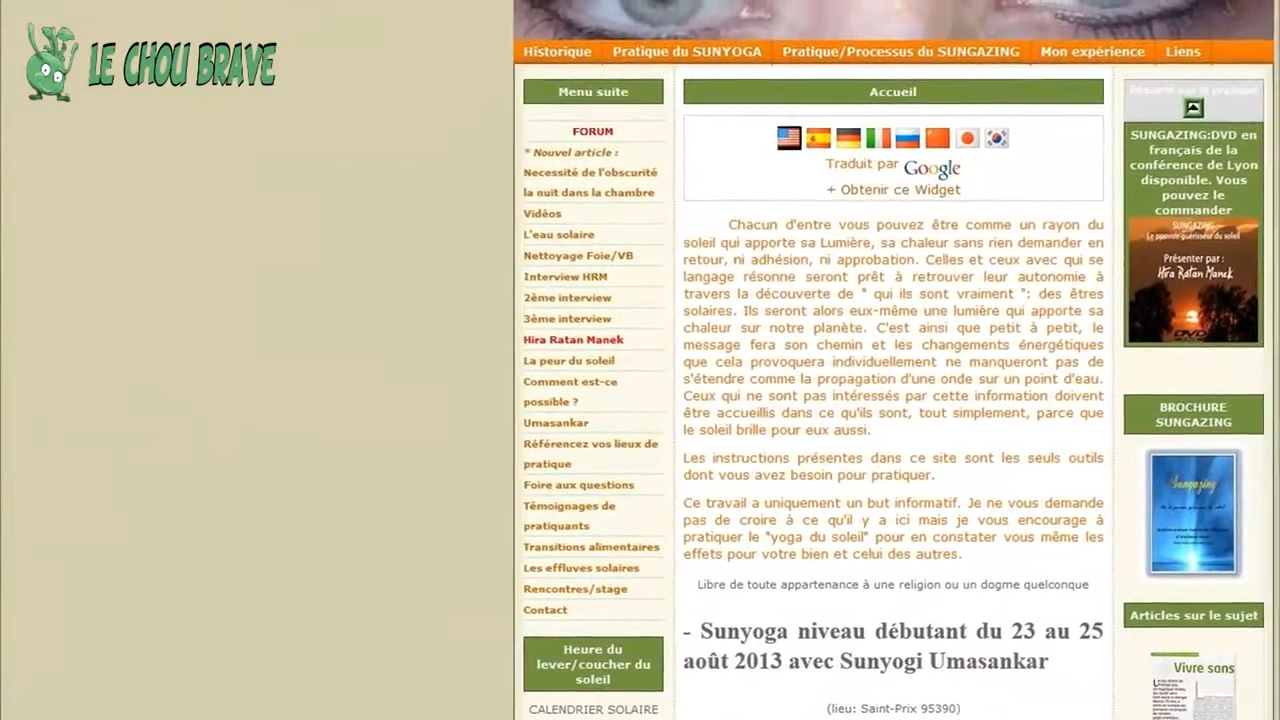 LE CHOU BRAVE
Historique
Pratique du SUNYOGA
Pratique/Processus du SUNGAZING
Mon expérience
Liens
Menu suite
FORUM
* Nouvel article :
Necessité de l'obscurité
la nuit dans la chambre
Vidéos
L'eau solaire
Nettoyage Foie/VB
Interview HRM
2ème interview
3ème interview
Hira Ratan Manek
La peur du soleil
Comment est-ce
possible ?
Umasankar
Référencez vos lieux de
pratique
Foire aux questions
Témoignages de
pratiquants
Transitions alimentaires
Les effluves solaires
Rencontres/stage
Contact
Heure du
lever/coucher du
soleil
CALENDRIER SOLAIRE
Accueil
Traduit par Google
+ Obtenir ce Widget
Chacun d'entre vous pouvez être comme un rayon du
soleil qui apporte sa Lumière, sa chaleur sans rien demander en
retour, ni adhésion, ni approbation. Celles et ceux avec qui se
langage résonne seront prêt à retrouver leur autonomie à
travers la découverte de " qui ils sont vraiment ": des êtres
solaires. Ils seront alors eux-même une lumière qui apporte sa
chaleur sur notre planète. C'est ainsi que petit à petit, le
message fera son chemin et les changements énergétiques
que cela provoquera individuellement ne manqueront pas de
s'étendre comme la propagation d'une onde sur un point d'eau.
Ceux qui ne sont pas intéressés par cette information doivent
être accueillis dans ce qu'ils sont, tout simplement, parce que
le soleil brille pour eux aussi.
Les instructions présentes dans ce site sont les seuls outils
dont vous avez besoin pour pratiquer.
Ce travail a uniquement un but informatif. Je ne vous demande
pas de croire à ce qu'il y a ici mais je vous encourage à
pratiquer le "yoga du soleil" pour en constater vous même les
effets pour votre bien et celui des autres.
Libre de toute appartenance à une religion ou un dogme quelconque
- Sunyoga niveau débutant du 23 au 25
août 2013 avec Sunyogi Umasankar
(lieu: Saint-Prix 95390)
SUNGAZING:DVD en
français de la
conférence de Lyon
disponible. Vous
pouvez le
commander
SUNGAZING
Le pouvoir guérisseur du soleil
Présenter par :
Hira Ratan Manek
DVD
BROCHURE
SUNGAZING
Sungazing
Articles sur le sujet
Vivre sans